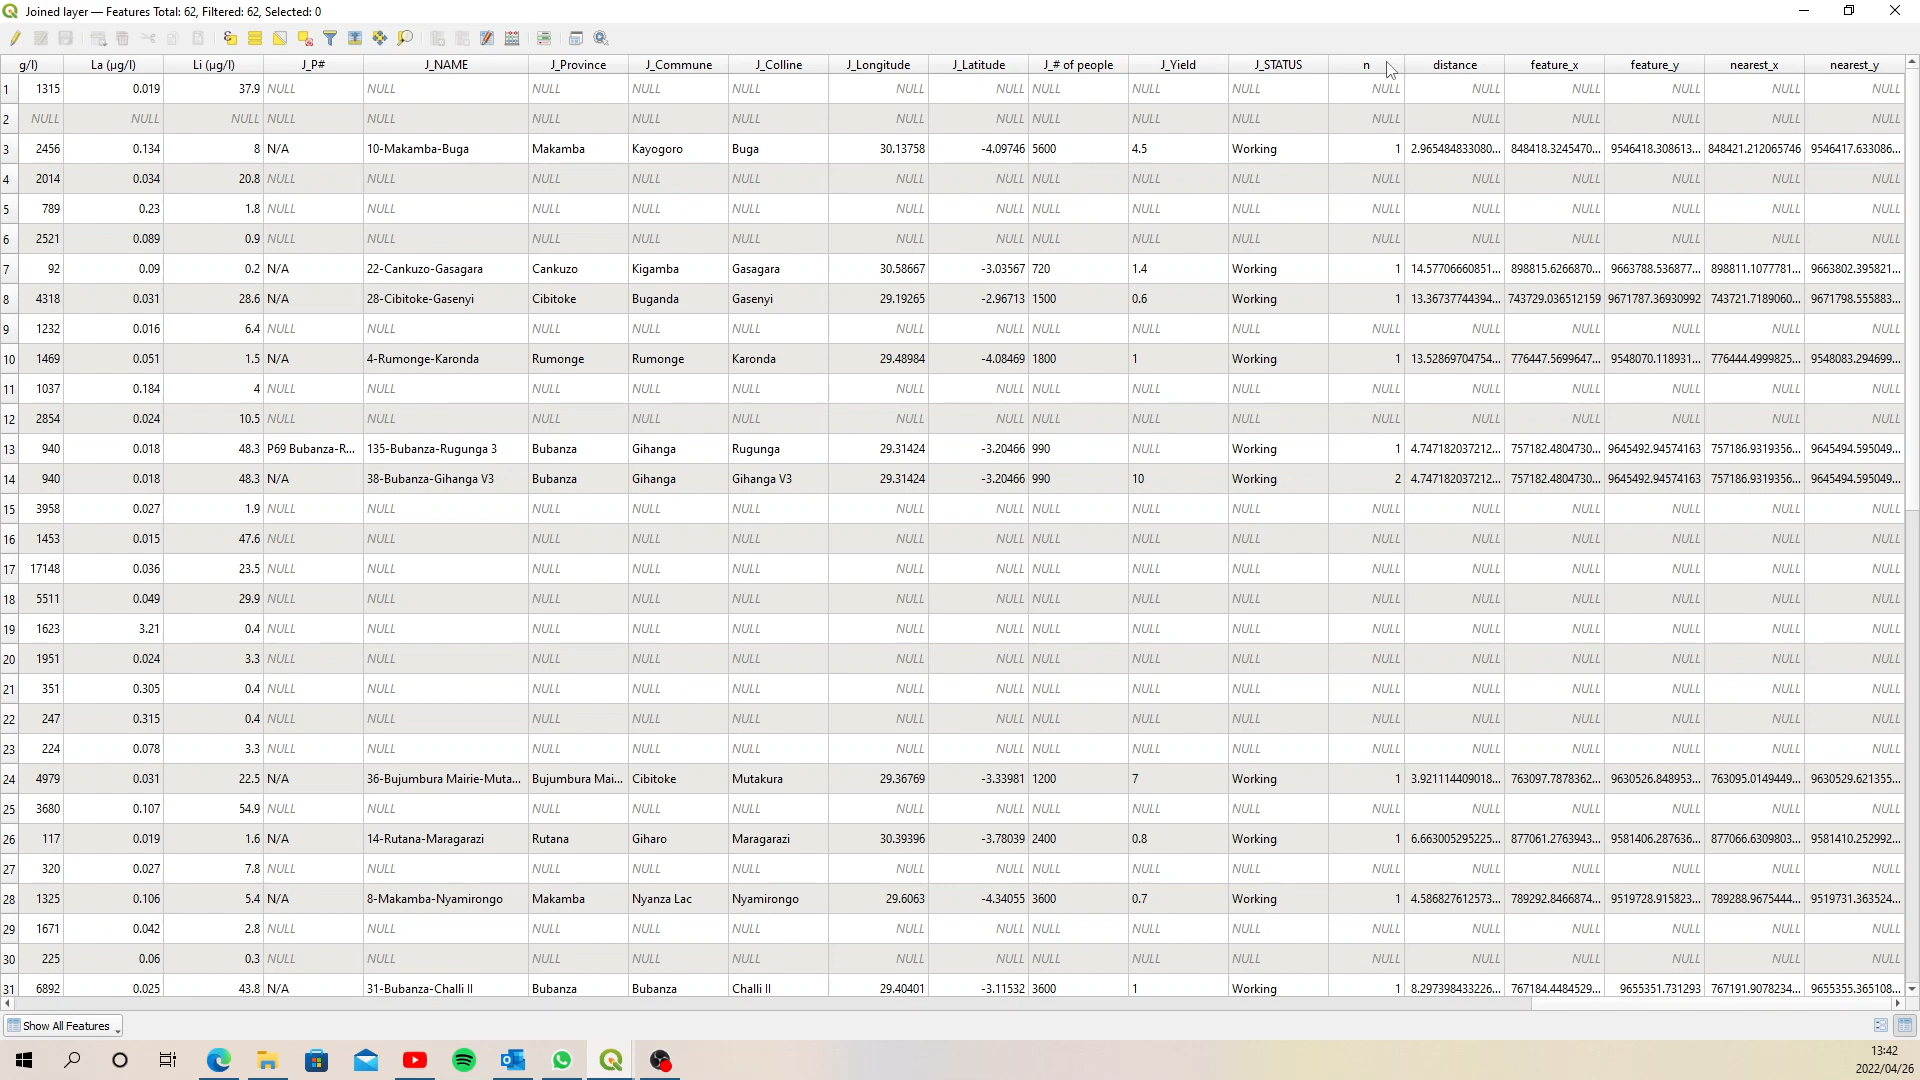 Joined layer — Features Total: 62, Filtered: 62, Selected: 0
g/l) La (µg/l) Li (µg/l) J_P# J_NAME J_Province J_Commune J_Colline J_Longitude J_Latitude J_# of people J_Yield J_STATUS n distance feature_x feature_y nearest_x nearest_y
1 1315 0.019 37.9 NULL NULL NULL NULL NULL NULL NULL NULL NULL NULL NULL NULL NULL NULL NULL NULL
2 NULL NULL NULL NULL NULL NULL NULL NULL NULL NULL NULL NULL NULL NULL NULL NULL NULL NULL NULL
3 2456 0.134 8 N/A 10-Makamba-Buga Makamba Kayogoro Buga 30.13758 -4.09746 5600 4.5 Working 1 2.965484833080... 848418.3245470... 9546418.308613... 848421.212065746 9546417.633086...
4 2014 0.034 20.8 NULL NULL NULL NULL NULL NULL NULL NULL NULL NULL NULL NULL NULL NULL NULL NULL
5 789 0.23 1.8 NULL NULL NULL NULL NULL NULL NULL NULL NULL NULL NULL NULL NULL NULL NULL NULL
6 2521 0.089 0.9 NULL NULL NULL NULL NULL NULL NULL NULL NULL NULL NULL NULL NULL NULL NULL NULL
7 92 0.09 0.2 N/A 22-Cankuzo-Gasagara Cankuzo Kigamba Gasagara 30.58667 -3.03567 720 1.4 Working 1 14.57706660851... 898815.6266870... 9663788.536877... 898811.1077781... 9663802.395821...
8 4318 0.031 28.6 N/A 28-Cibitoke-Gasenyi Cibitoke Buganda Gasenyi 29.19265 -2.96713 1500 0.6 Working 1 13.36737744394... 743729.036512159 9671787.36930992 743721.7189060... 9671798.555883...
9 1232 0.016 6.4 NULL NULL NULL NULL NULL NULL NULL NULL NULL NULL NULL NULL NULL NULL NULL NULL
10 1469 0.051 1.5 N/A 4-Rumonge-Karonda Rumonge Rumonge Karonda 29.48984 -4.08469 1800 1 Working 1 13.52869704754... 776447.5699647... 9548070.118931... 776444.4999825... 9548083.294699...
11 1037 0.184 4 NULL NULL NULL NULL NULL NULL NULL NULL NULL NULL NULL NULL NULL NULL NULL NULL
12 2854 0.024 10.5 NULL NULL NULL NULL NULL NULL NULL NULL NULL NULL NULL NULL NULL NULL NULL NULL
13 940 0.018 48.3 P69 Bubanza-R... 135-Bubanza-Rugunga 3 Bubanza Gihanga Rugunga 29.31424 -3.20466 990 NULL Working 1 4.747182037212... 757182.4804730... 9645492.94574163 757186.9319356... 9645494.595049...
14 940 0.018 48.3 N/A 38-Bubanza-Gihanga V3 Bubanza Gihanga Gihanga V3 29.31424 -3.20466 990 10 Working 2 4.747182037212... 757182.4804730... 9645492.94574163 757186.9319356... 9645494.595049...
15 3958 0.027 1.9 NULL NULL NULL NULL NULL NULL NULL NULL NULL NULL NULL NULL NULL NULL NULL NULL
16 1453 0.015 47.6 NULL NULL NULL NULL NULL NULL NULL NULL NULL NULL NULL NULL NULL NULL NULL NULL
17 17148 0.036 23.5 NULL NULL NULL NULL NULL NULL NULL NULL NULL NULL NULL NULL NULL NULL NULL NULL
18 5511 0.049 29.9 NULL NULL NULL NULL NULL NULL NULL NULL NULL NULL NULL NULL NULL NULL NULL NULL
19 1623 3.21 0.4 NULL NULL NULL NULL NULL NULL NULL NULL NULL NULL NULL NULL NULL NULL NULL NULL
20 1951 0.024 3.3 NULL NULL NULL NULL NULL NULL NULL NULL NULL NULL NULL NULL NULL NULL NULL NULL
21 351 0.305 0.4 NULL NULL NULL NULL NULL NULL NULL NULL NULL NULL NULL NULL NULL NULL NULL NULL
22 247 0.315 0.4 NULL NULL NULL NULL NULL NULL NULL NULL NULL NULL NULL NULL NULL NULL NULL NULL
23 224 0.078 3.3 NULL NULL NULL NULL NULL NULL NULL NULL NULL NULL NULL NULL NULL NULL NULL NULL
24 4979 0.031 22.5 N/A 36-Bujumbura Mairie-Muta... Bujumbura Mai... Cibitoke Mutakura 29.36769 -3.33981 1200 7 Working 1 3.921114409018... 763097.7878362... 9630526.848953... 763095.0149449... 9630529.621355...
25 3680 0.107 54.9 NULL NULL NULL NULL NULL NULL NULL NULL NULL NULL NULL NULL NULL NULL NULL NULL
26 117 0.019 1.6 N/A 14-Rutana-Maragarazi Rutana Giharo Maragarazi 30.39396 -3.78039 2400 0.8 Working 1 6.663005295225... 877061.2763943... 9581406.287636... 877066.6309803... 9581410.252992...
27 320 0.027 7.8 NULL NULL NULL NULL NULL NULL NULL NULL NULL NULL NULL NULL NULL NULL NULL NULL
28 1325 0.106 5.4 N/A 8-Makamba-Nyamirongo Makamba Nyanza Lac Nyamirongo 29.6063 -4.34055 3600 0.7 Working 1 4.586827612573... 789292.8466874... 9519728.915823... 789288.9675444... 9519731.363524...
29 1671 0.042 2.8 NULL NULL NULL NULL NULL NULL NULL NULL NULL NULL NULL NULL NULL NULL NULL NULL
30 225 0.06 0.3 NULL NULL NULL NULL NULL NULL NULL NULL NULL NULL NULL NULL NULL NULL NULL NULL
31 6892 0.025 43.8 N/A 31-Bubanza-Challi II Bubanza Bubanza Challi II 29.40401 -3.11532 3600 1 Working 1 8.297398433226... 767184.4484529... 9655351.731293 767191.9078234... 9655355.365108...
Show All Features
13:42
2022/04/26